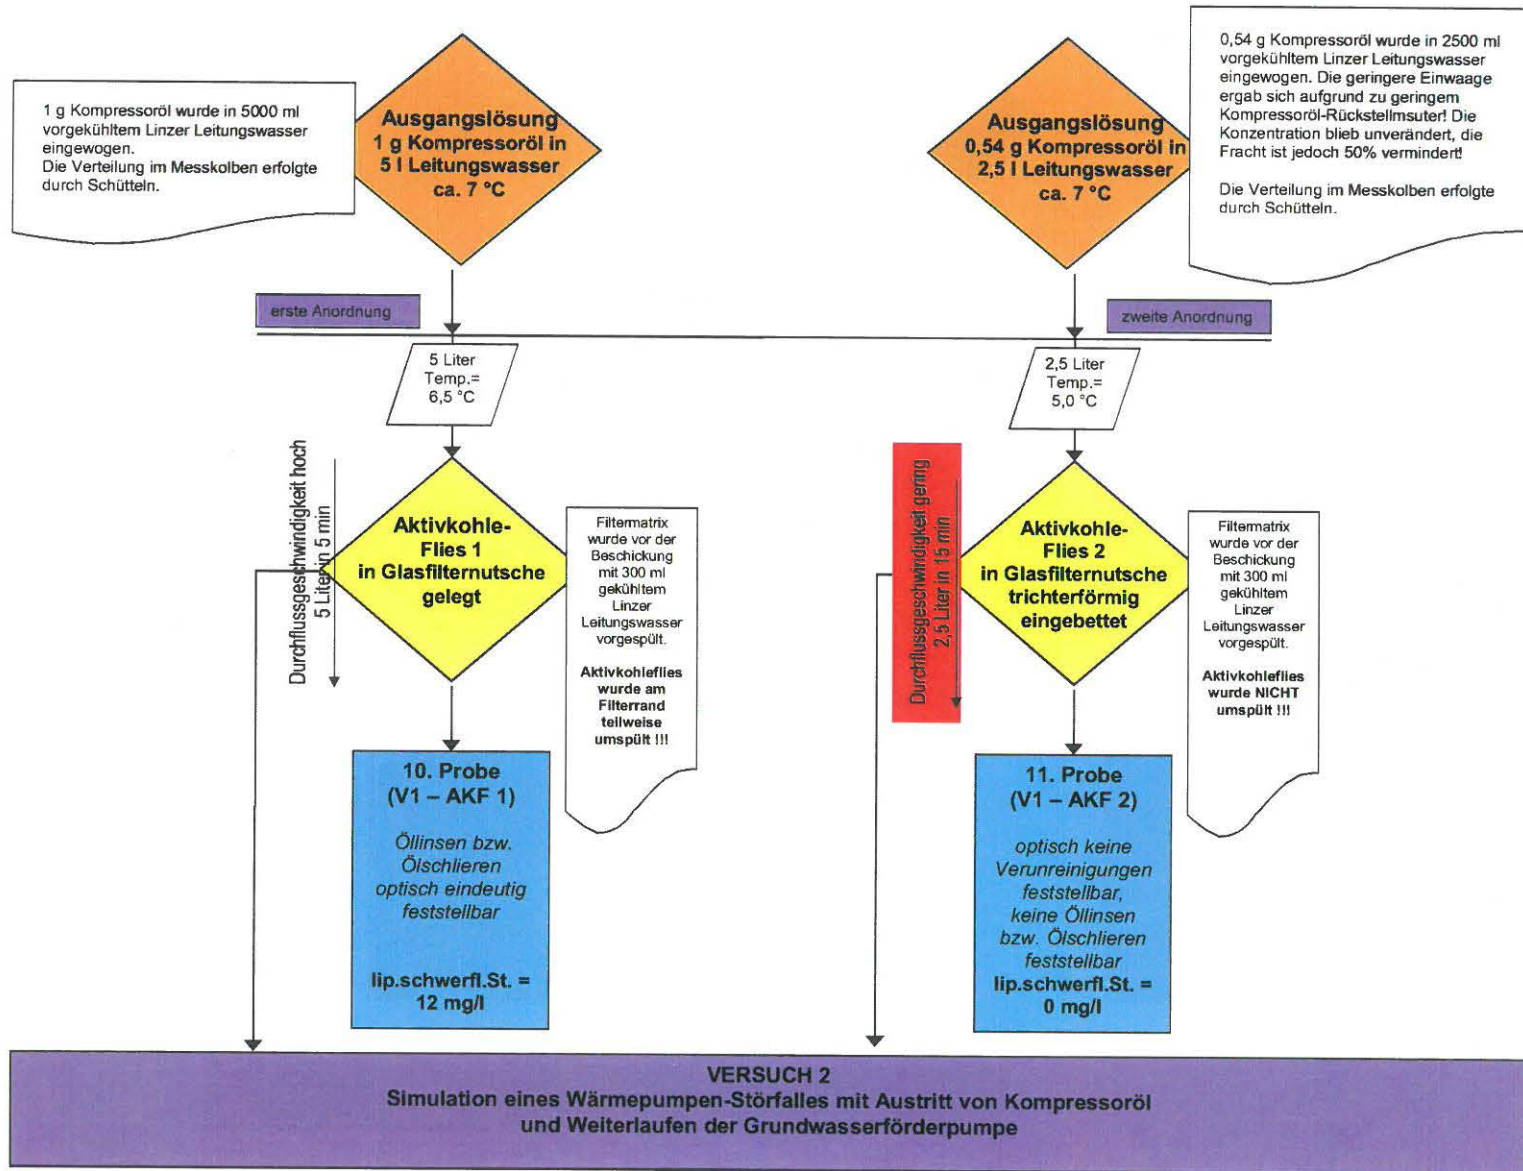 1 g Kompressoröl wurde in 5000 ml
vorgekühltem Linzer Leitungswasser
eingewogen.
Die Verteilung im Messkolben erfolgte
durch Schütteln.
Ausgangslösung
1 g Kompressoröl in
5 l Leitungswasser
ca. 7 °C
Ausgangslösung
0,54 g Kompressoröl in
2,5 l Leitungswasser
ca. 7 °C
0,54 g Kompressoröl wurde in 2500 ml
vorgekühltem Linzer Leitungswasser
eingewogen. Die geringere Einwaage
ergab sich aufgrund zu geringem
Kompressoröl-Rückstellmsuter! Die
Konzentration blieb unverändert, die
Fracht ist jedoch 50% vermindert!
Die Verteilung im Messkolben erfolgte
durch Schütteln.
erste Anordnung
zweite Anordnung
5 Liter
Temp.=
6,5 °C
2,5 Liter
Temp.=
5,0 °C
Durchflussgeschwindigkeit hoch
5 Liter in 5 min
Aktivkohle-
Flies 1
in Glasfilternutsche
gelegt
Filtermatrix
wurde vor der
Beschickung
mit 300 ml
gekühltem
Linzer
Leitungswasser
vorgespült.
Aktivkohleflies
wurde am
Filterrand
teilweise
umspült !!!
Durchflussgeschwindigkeit gering
2,5 Liter in 15 min
Aktivkohle-
Flies 2
in Glasfilternutsche
trichterförmig
eingebettet
Filtermatrix
wurde vor der
Beschickung
mit 300 ml
gekühltem
Linzer
Leitungswasser
vorgespült.
Aktivkohleflies
wurde NICHT
umspült !!!
10. Probe
(V1 – AKF 1)
Öllinsen bzw.
Ölschlieren
optisch eindeutig
feststellbar
lip.schwerfl.St. =
12 mg/l
11. Probe
(V1 – AKF 2)
optisch keine
Verunreinigungen
feststellbar,
keine Öllinsen
bzw. Ölschlieren
feststellbar
lip.schwerfl.St. =
0 mg/l
VERSUCH 2
Simulation eines Wärmepumpen-Störfalles mit Austritt von Kompressoröl
und Weiterlaufen der Grundwasserförderpumpe